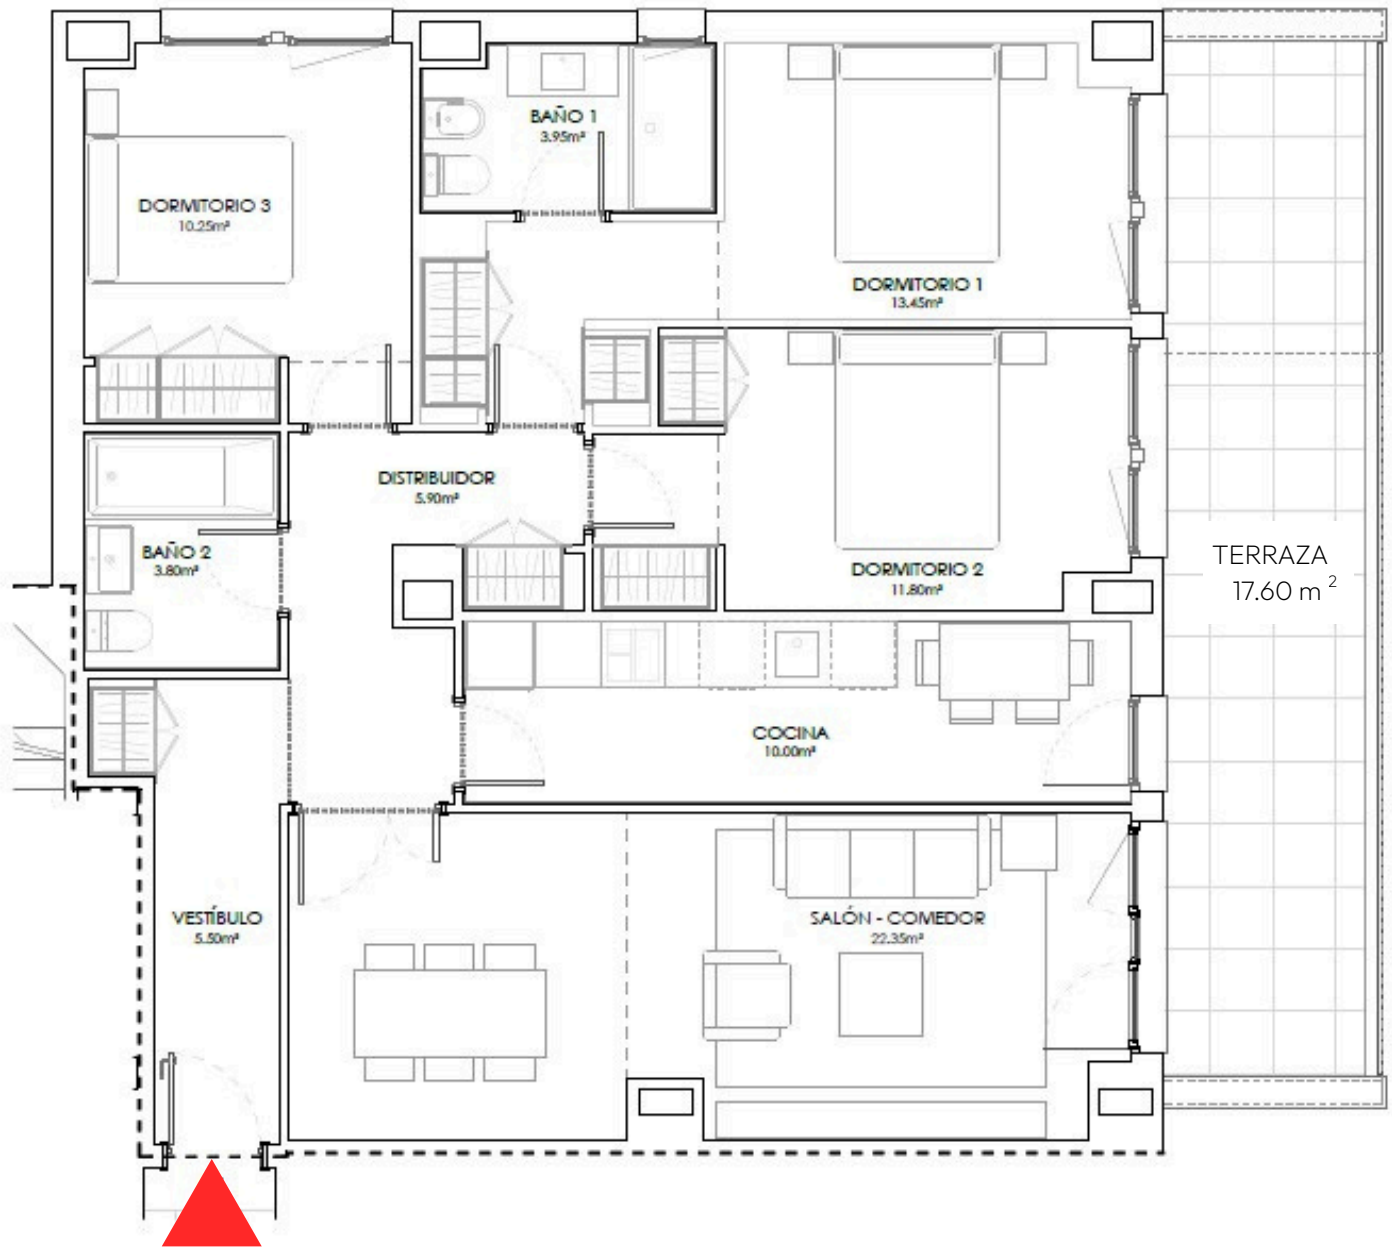 BAÑO 1
3.95m²
DORMITORIO 3
10.25m²
DORMITORIO 1
13.45m²
DISTRIBUIDOR
5.90m²
BAÑO 2
3.80m²
DORMITORIO 2
11.80m²
TERRAZA
17.60 m ²
COCINA
10.00m²
VESTÍBULO
5.50m²
SALÓN - COMEDOR
22.35m²